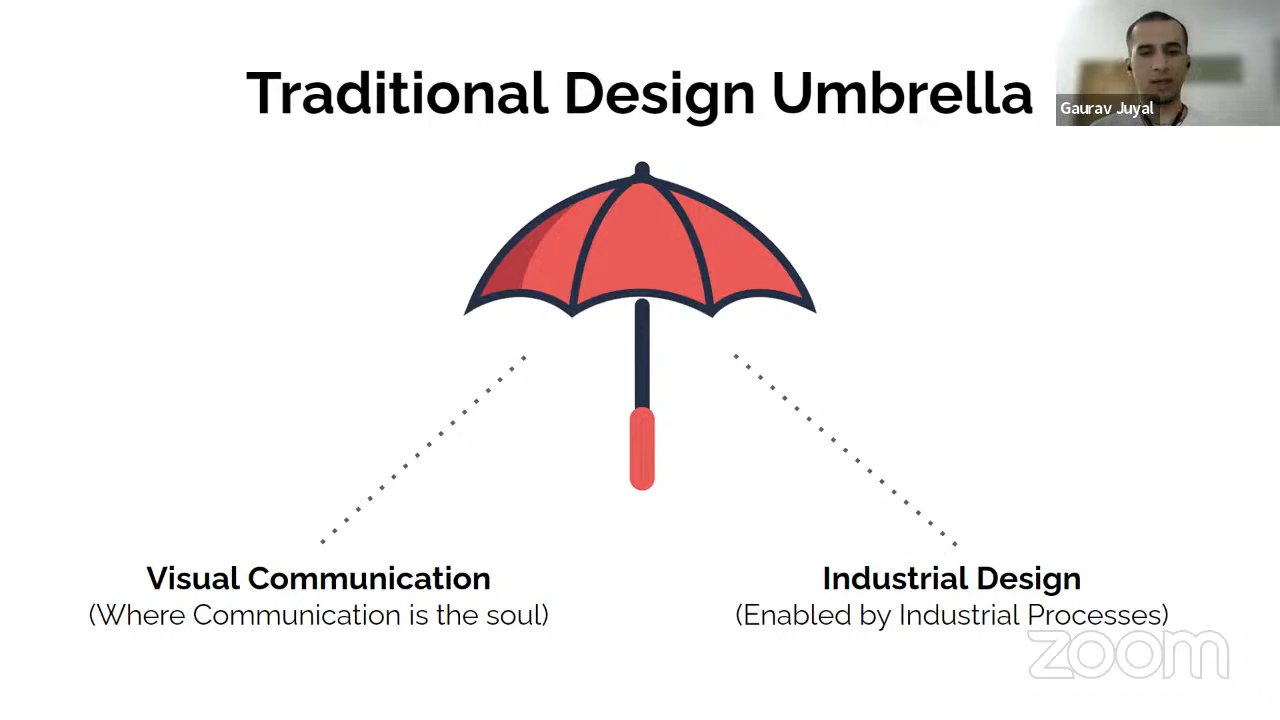 Traditional Design Umbrella
Gaurav Juyal
Visual Communication
(Where Communication is the soul)
Industrial Design
(Enabled by Industrial Processes)
zoom